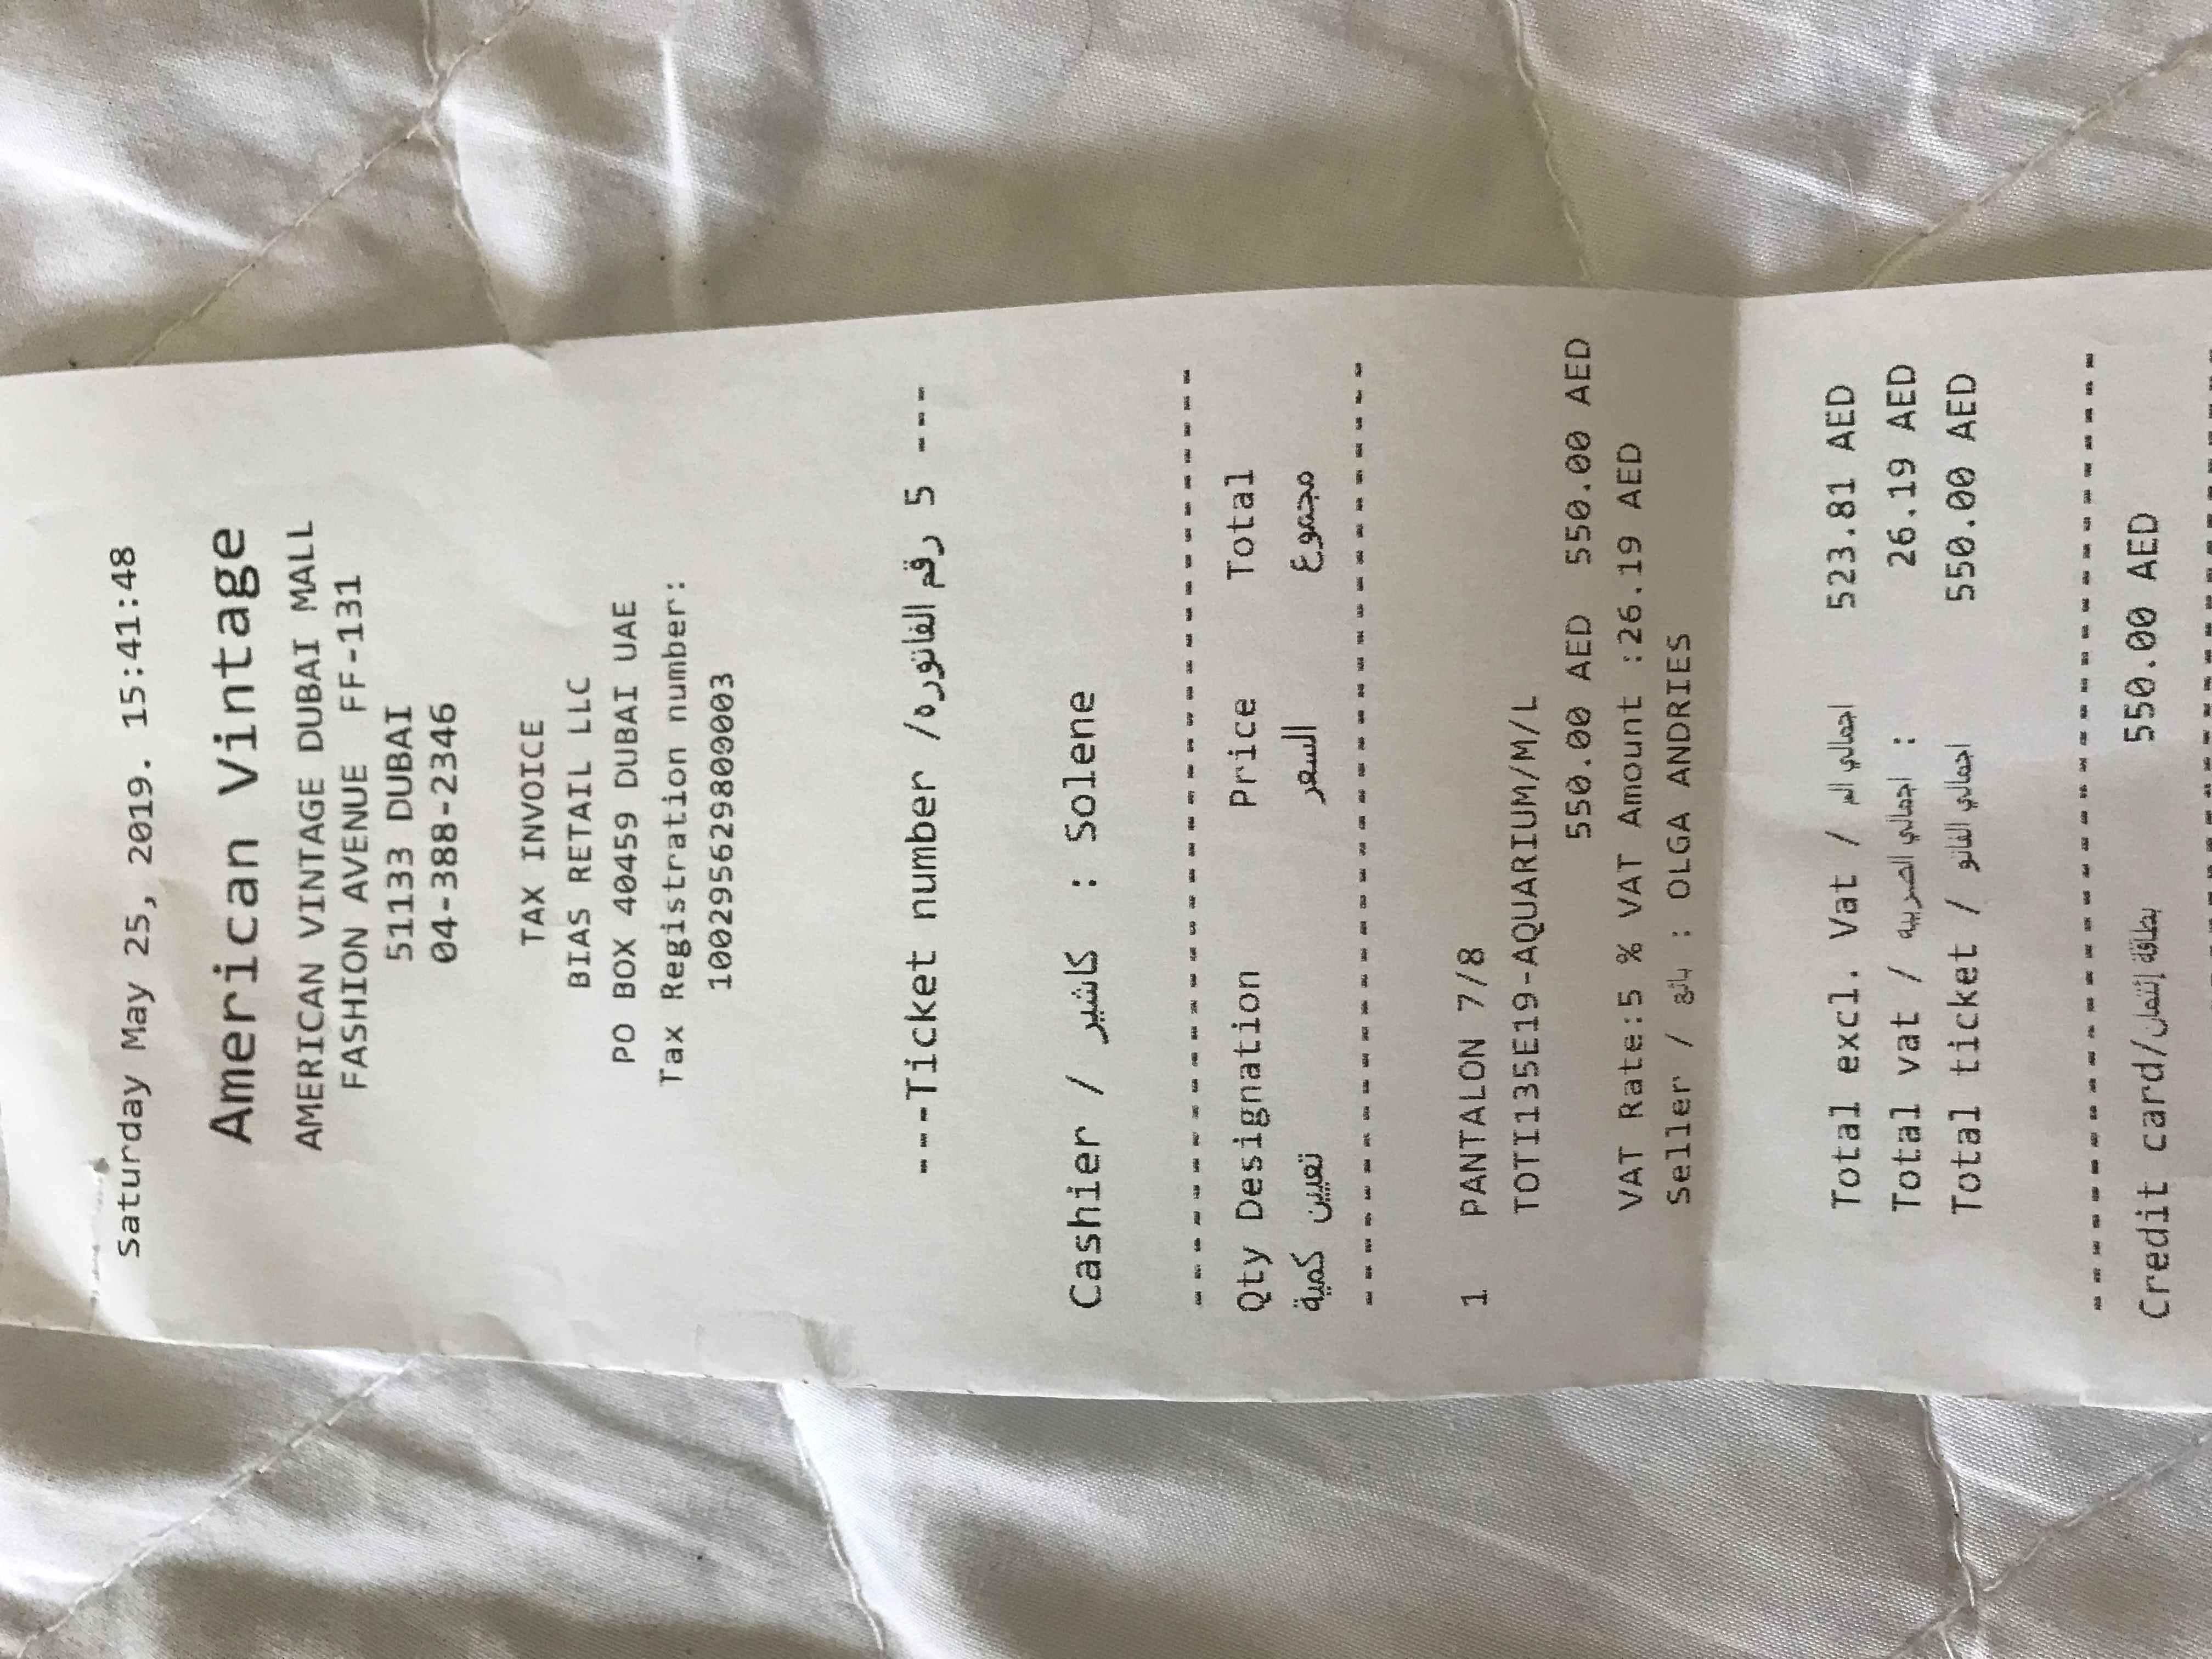 Saturday May 25, 2019. 15:41:48
American Vintage
AMERICAN VINTAGE DUBAI MALL
FASHION AVENUE FF-131
51133 DUBAI
04-388-2346
TAX INVOICE
BIAS RETAIL LLC
PO BOX 40459 DUBAI UAE
Tax Registration number:
100295629800003
---Ticket number /رقم الفاتوره 5 ---
Cashier / كاشير : Solene
Qty Designation Price Total
كمية تعيين السعر مجموع
1 PANTALON 7/8
TOTI135E19-AQUARIUM/M/L
550.00 AED 550.00 AED
VAT Rate:5 % VAT Amount :26.19 AED
Seller / بائع : OLGA ANDRIES
Total excl. Vat / اجمالي الم 523.81 AED
Total vat / اجمالي الضريبه : 26.19 AED
Total ticket / اجمالي الفاتو 550.00 AED
Credit card/بطاقة إئتمان 550.00 AED